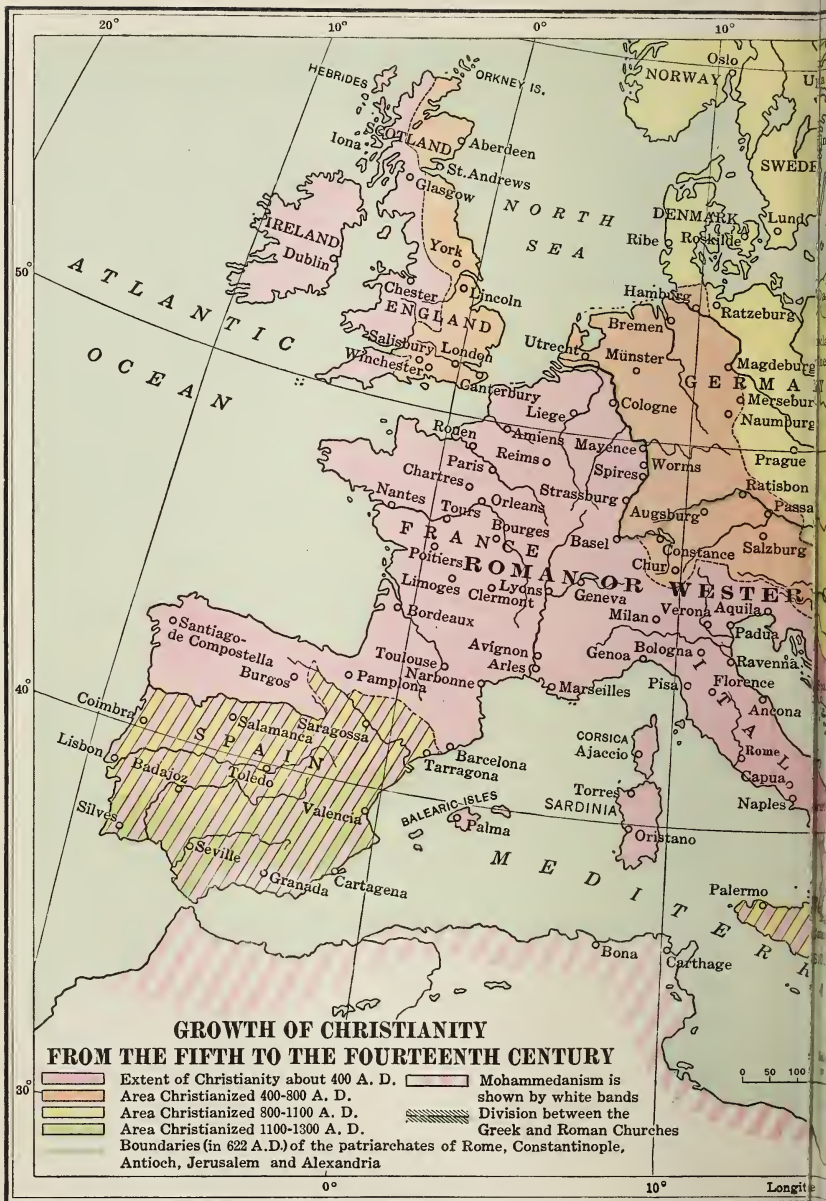 20°
10°
0°
10°
Oslo
NORWAY
HEBRIDES
ORKNEY IS.
SCOTLAND
Iona
Aberdeen
St. Andrews
Glasgow
SWEDE
NORTH
SEA
DENMARK
Lund
Ribe
Roskilde
IRELAND
Dublin
York
50°
50°
ATLANTIC
OCEAN
Chester
Lincoln
ENGLAND
Hamburg
Ratzeburg
Bremen
Salisbury
London
Winchester
Canterbury
Utrecht
Münster
Magdeburg
GERMA
Mersebur
Naumburg
Liege
Cologne
Rouen
Amiens
Mayence
Prague
Paris
Reims
Spires
Worms
Chartres
Orleans
Strassburg
Ratisbon
Nantes
Tours
Bourges
Augsburg
Passa
FRANCE
Basel
Constance
Salzburg
Poitiers
ROMAN OR WESTER
Chur
Limoges
Clermont
Lyons
Geneva
Milan
Verona
Aquila
Padua
Bordeaux
Santiago-
de Compostella
Avignon
Genoa
Bologna
Ravenna
Toulouse
Arles
Burgos
Pamplona
Narbonne
Marseilles
Pisa
Florence
ITAL
Ancona
40°
Coimbra
Salamanca
Saragossa
SPAIN
Barcelona
Tarragona
CORSICA
Ajaccio
Rome
Capua
Naples
Lisbon
Badajoz
Toledo
Valencia
BALEARIC ISLES
Palma
Torres
SARDINIA
Oristano
Silves
Seville
Granada
Cartagena
MEDITERR
Palermo
Bona
Carthage
GROWTH OF CHRISTIANITY
FROM THE FIFTH TO THE FOURTEENTH CENTURY
Extent of Christianity about 400 A. D.
Area Christianized 400-800 A. D.
Area Christianized 800-1100 A. D.
Area Christianized 1100-1300 A. D.
Boundaries (in 622 A.D.) of the patriarchates of Rome, Constantinople,
Antioch, Jerusalem and Alexandria
Mohammedanism is
shown by white bands
Division between the
Greek and Roman Churches
0 50 100
30°
0°
10°
Longit